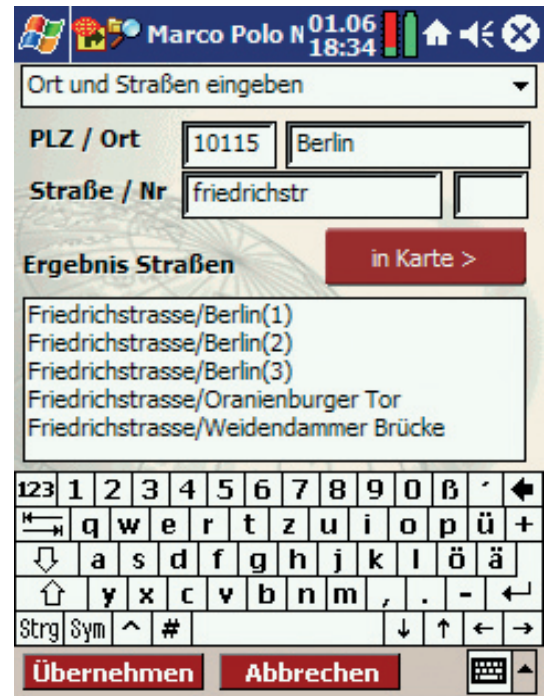 Marco Polo N 01.06 18:34
Ort und Straßen eingeben
PLZ / Ort 10115 Berlin
Straße / Nr friedrichstr
Ergebnis Straßen in Karte >
Friedrichstrasse/Berlin(1)
Friedrichstrasse/Berlin(2)
Friedrichstrasse/Berlin(3)
Friedrichstrasse/Oranienburger Tor
Friedrichstrasse/Weidendammer Brücke
123 1 2 3 4 5 6 7 8 9 0 ß ´
q w e r t z u i o p ü +
a s d f g h j k l ö ä
y x c v b n m , . -
Strg Sym ^ # ↓ ↑ ← →
Übernehmen Abbrechen